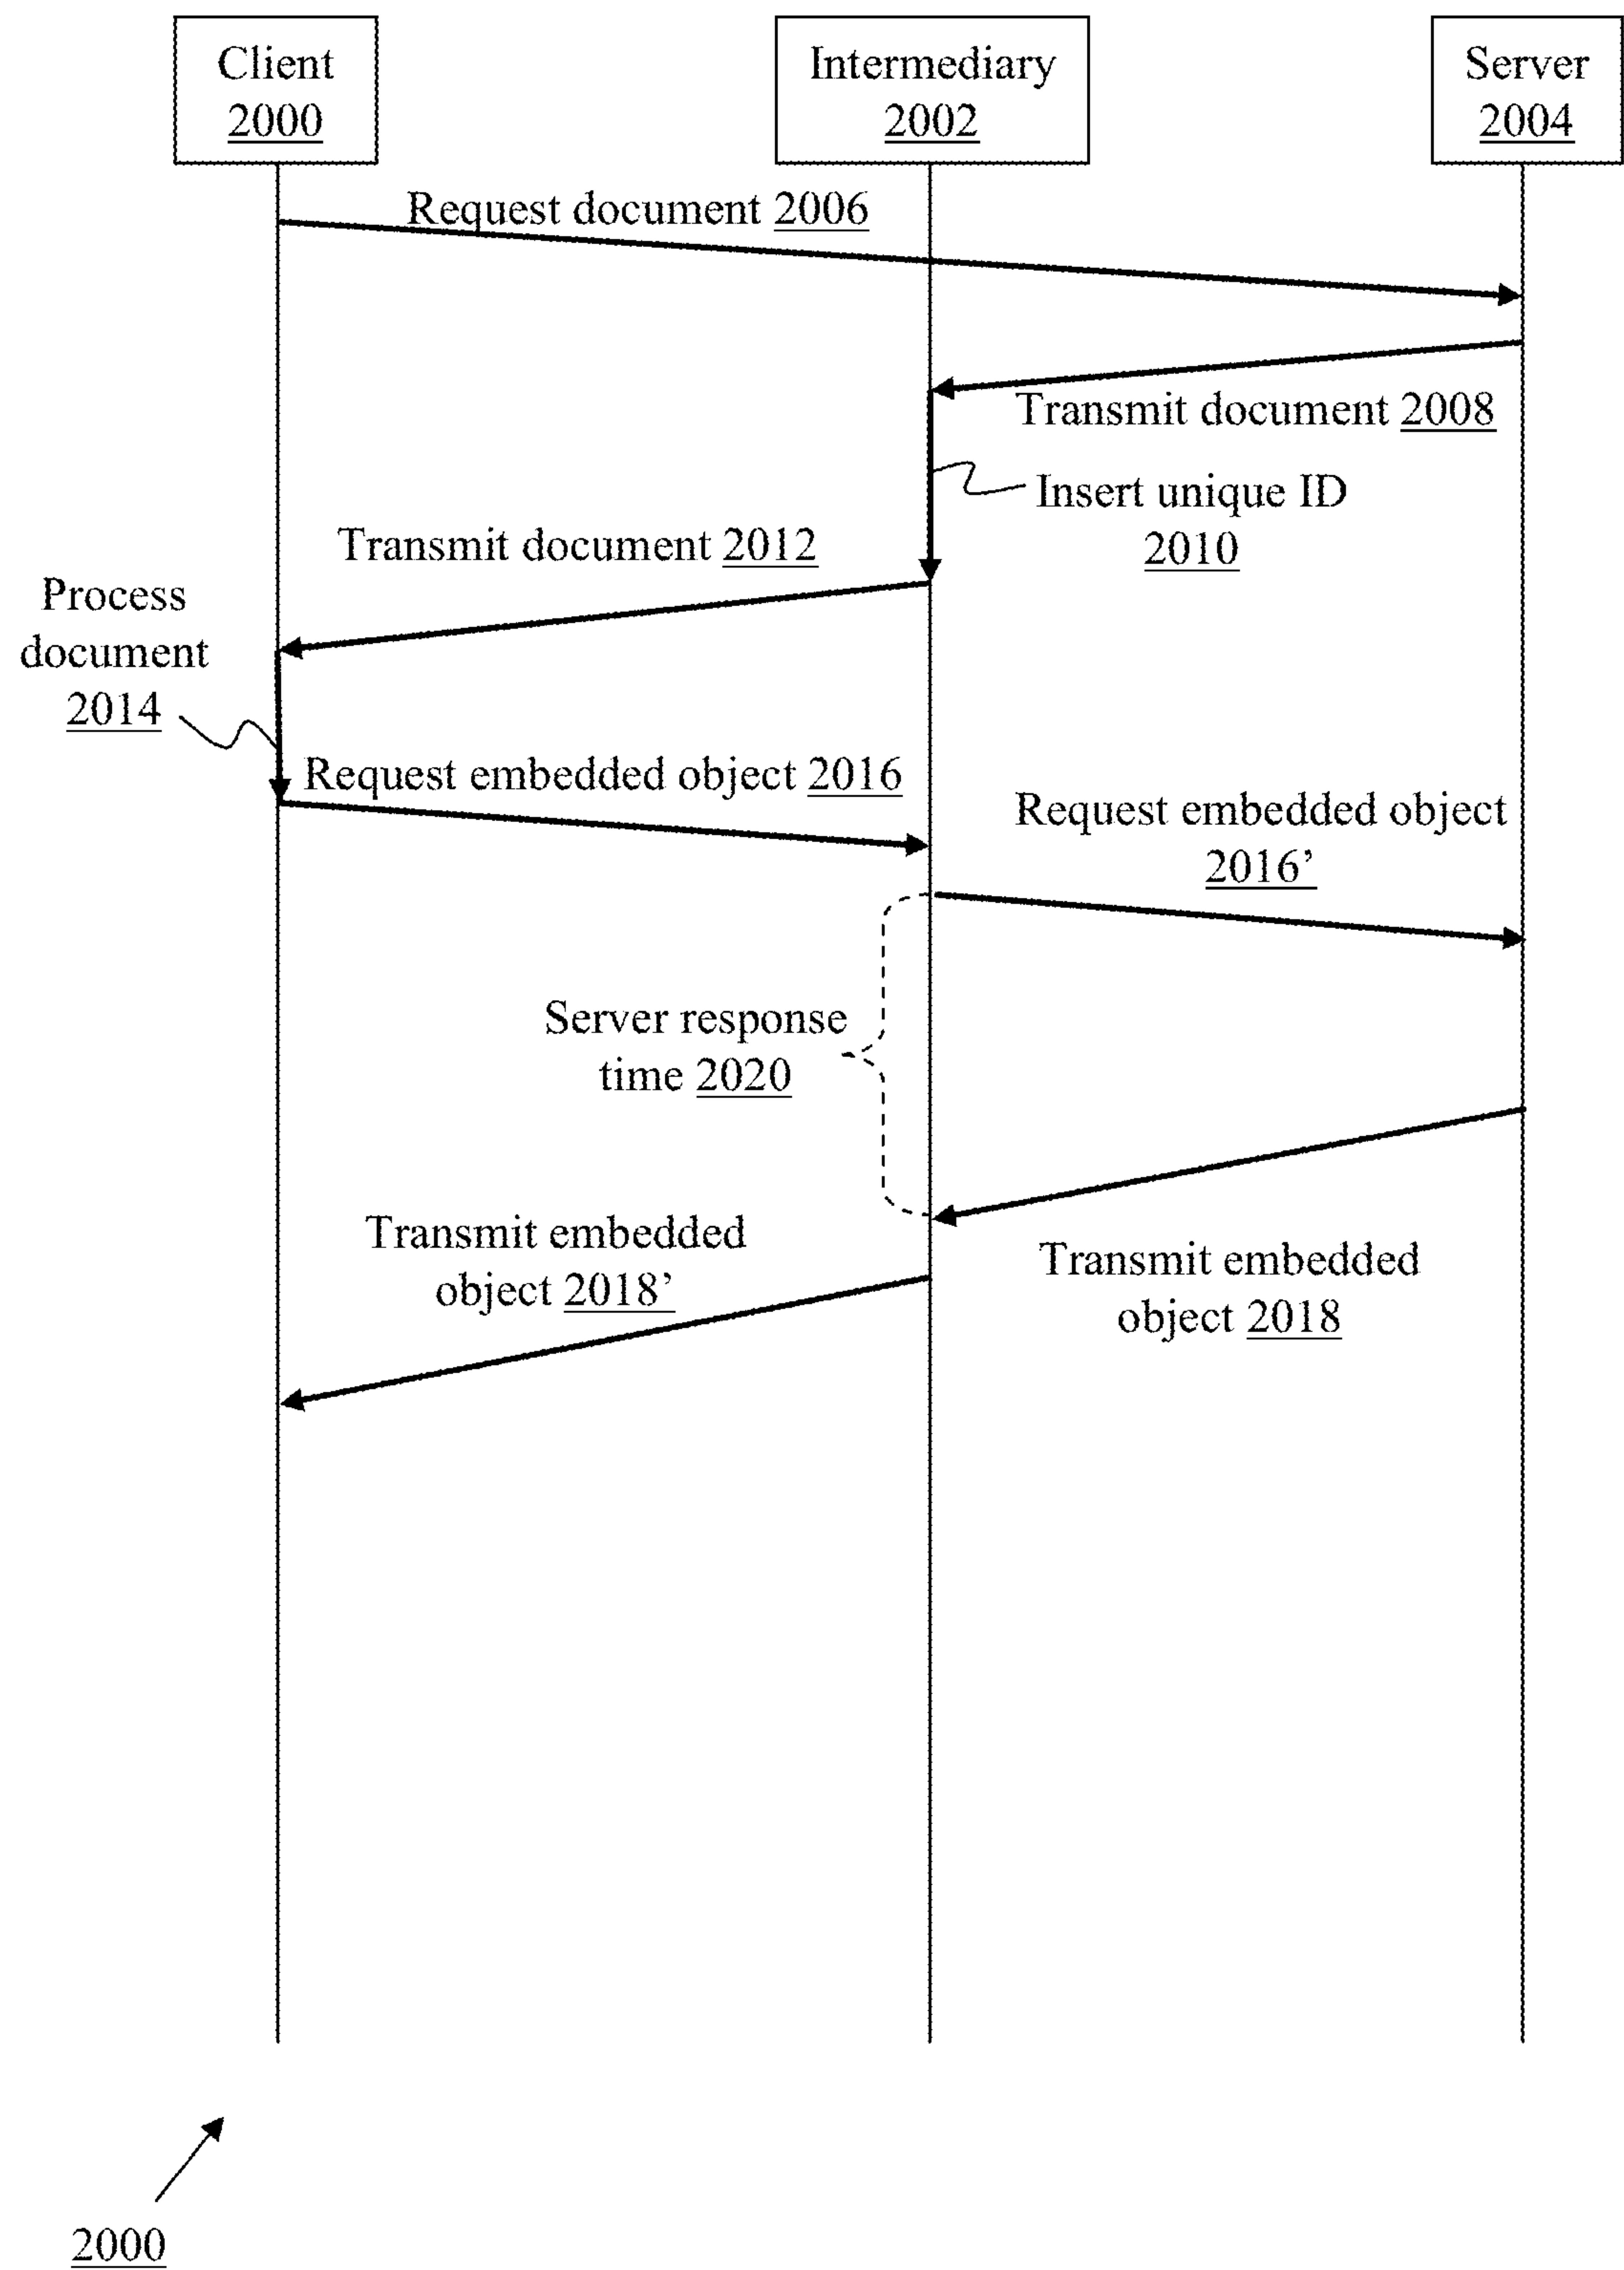 Client
2000
Intermediary
2002
Server
2004
Request document 2006
Transmit document 2008
Insert unique ID
2010
Transmit document 2012
Process
document
2014
Request embedded object 2016
Request embedded object
2016’
Server response
time 2020
Transmit embedded
object 2018’
Transmit embedded
object 2018
2000